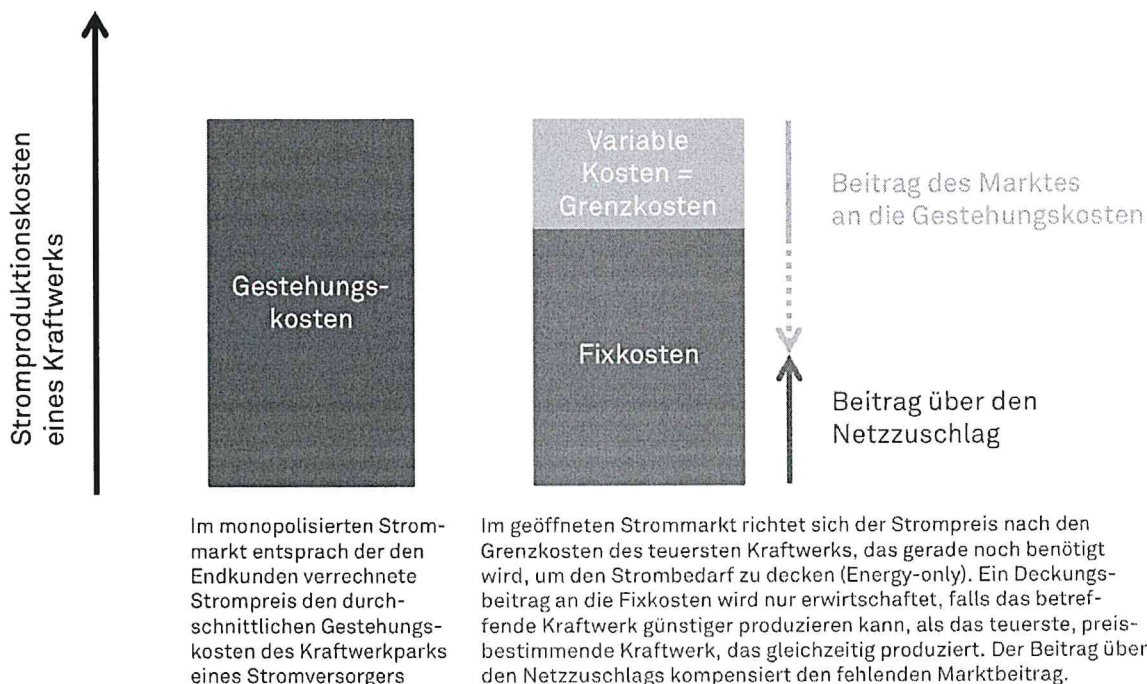 Stromproduktionskosten
eines Kraftwerks
Gestehungs-
kosten
Variable
Kosten =
Grenzkosten
Fixkosten
Beitrag des Marktes
an die Gestehungskosten
Beitrag über den
Netzzuschlag
Im monopolisierten Strom-
markt entsprach der den
Endkunden verrechnete
Strompreis den durch-
schnittlichen Gestehungs-
kosten des Kraftwerkparks
eines Stromversorgers
Im geöffneten Strommarkt richtet sich der Strompreis nach den
Grenzkosten des teuersten Kraftwerks, das gerade noch benötigt
wird, um den Strombedarf zu decken (Energy-only). Ein Deckungs-
beitrag an die Fixkosten wird nur erwirtschaftet, falls das betref-
fende Kraftwerk günstiger produzieren kann, als das teuerste, preis-
bestimmende Kraftwerk, das gleichzeitig produziert. Der Beitrag über
den Netzzuschlags kompensiert den fehlenden Marktbeitrag.